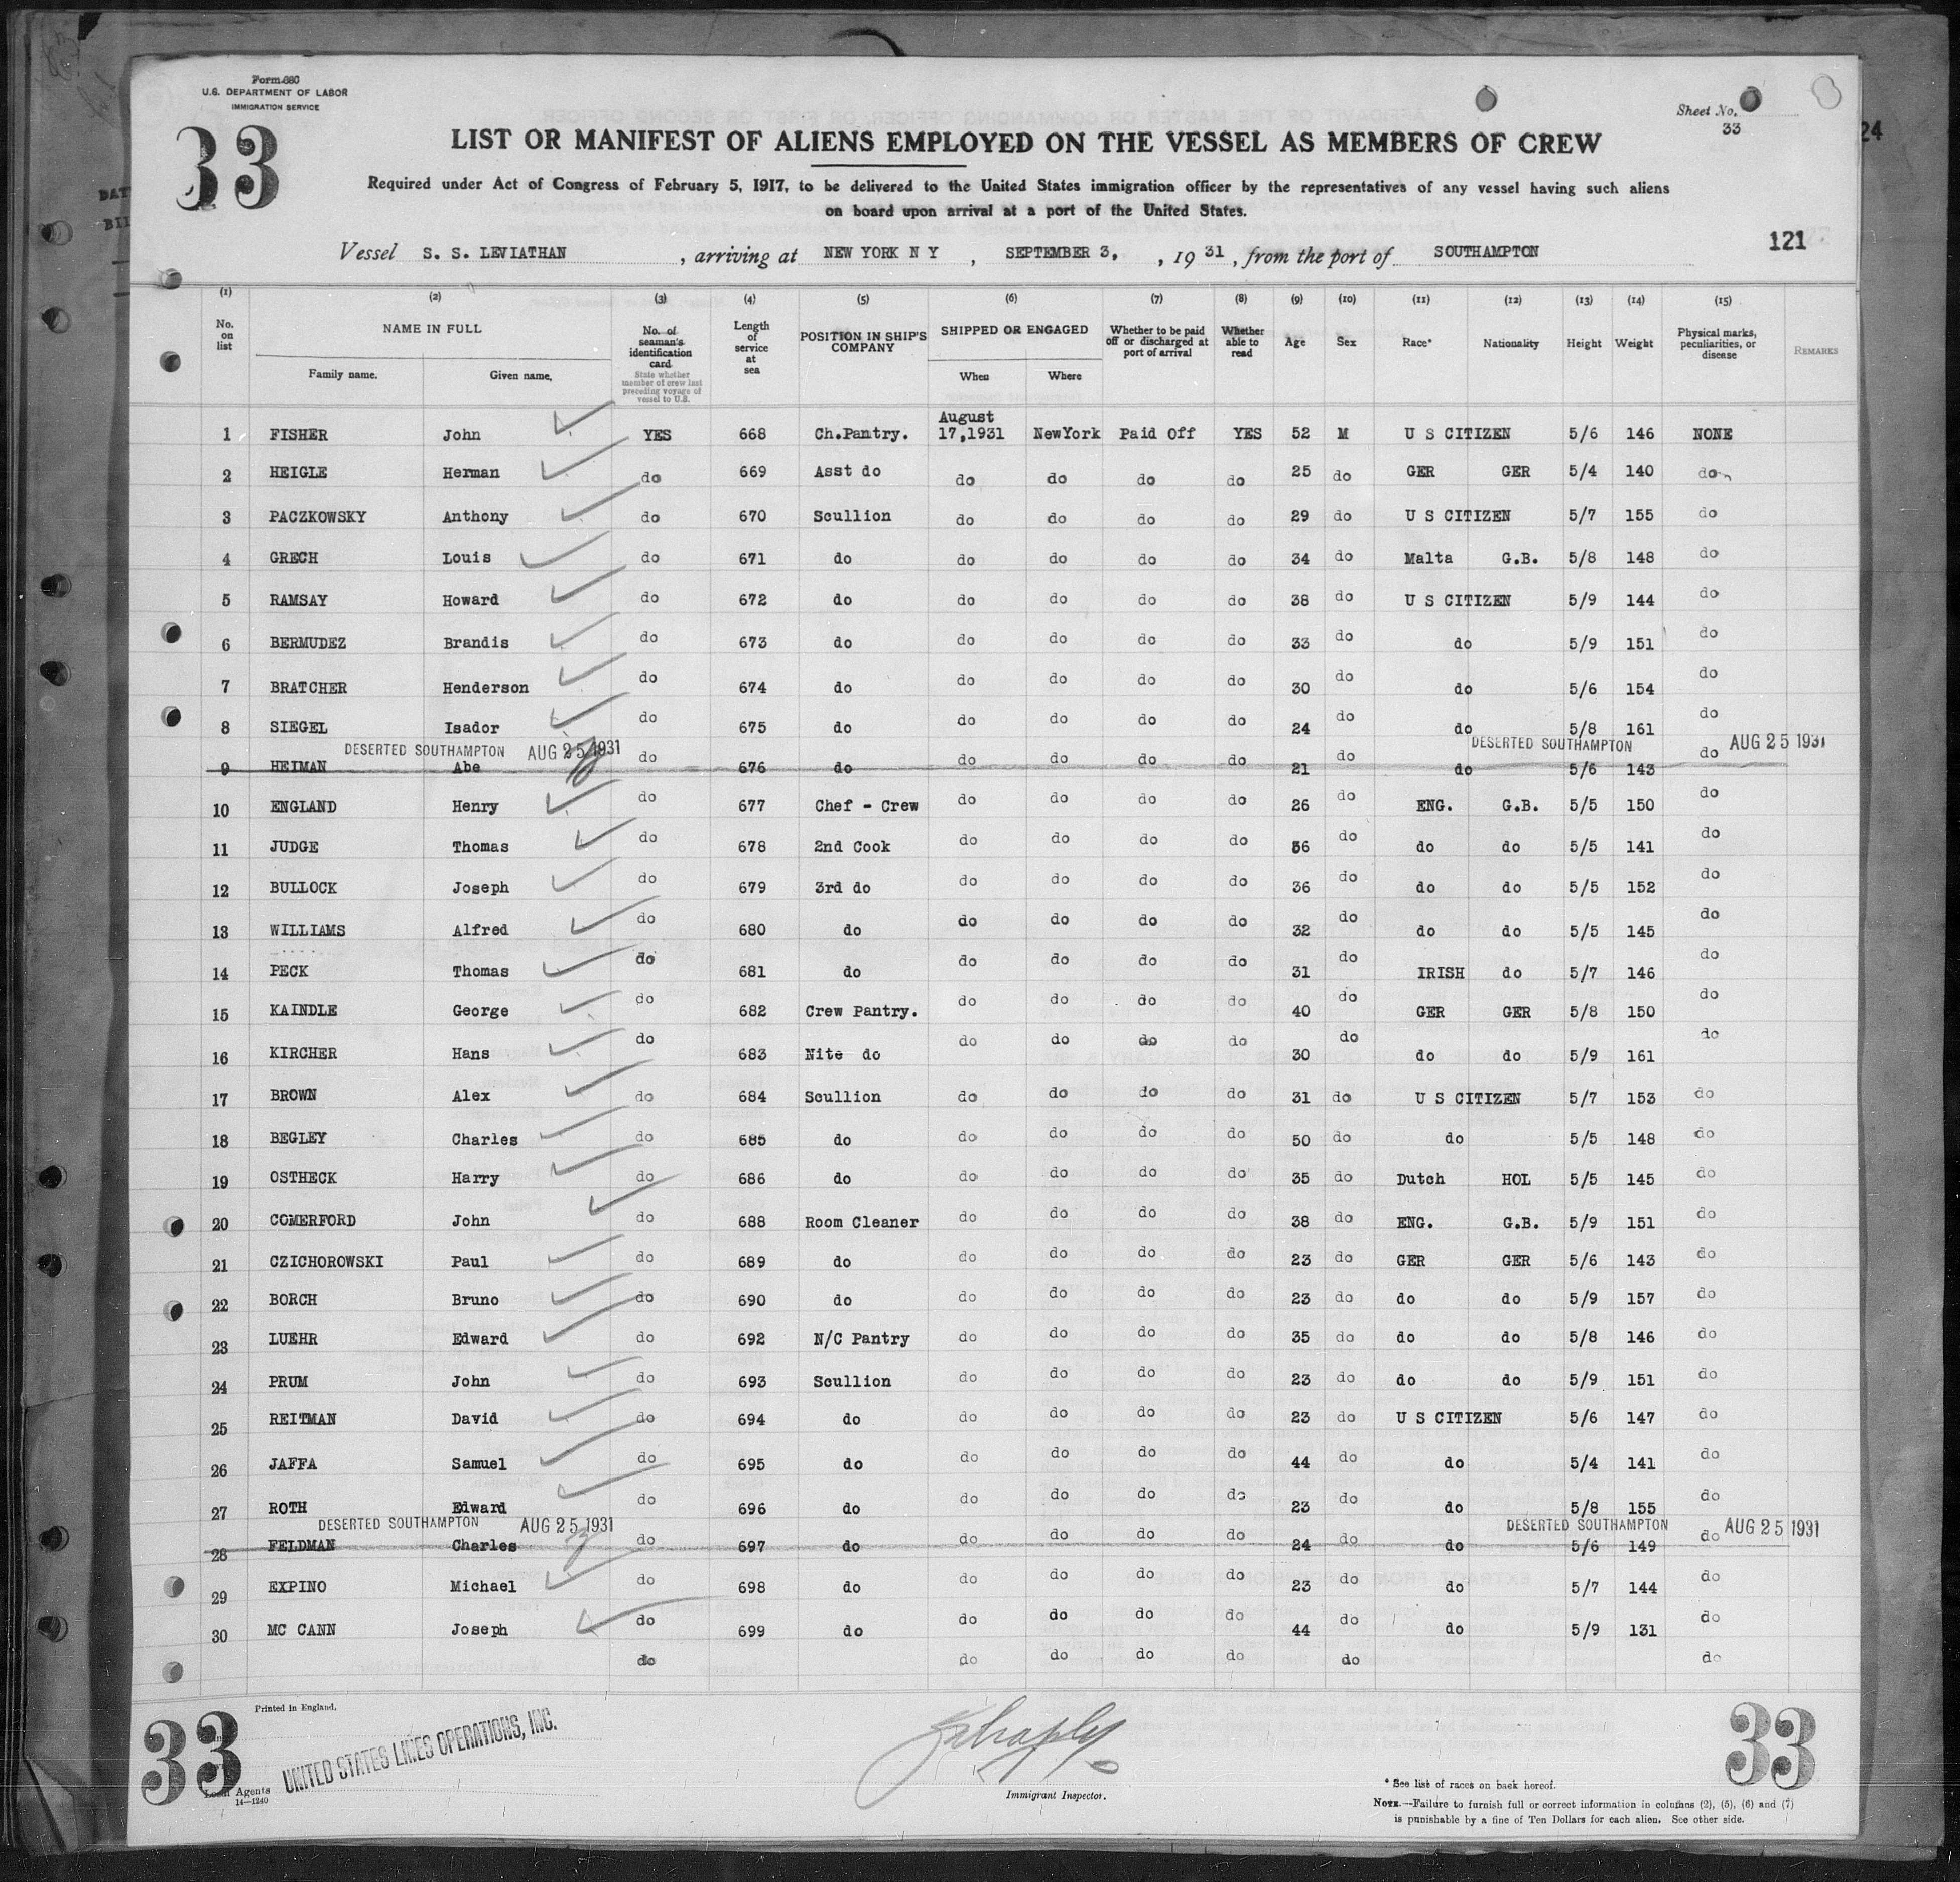 Form 680
U.S. DEPARTMENT OF LABOR
IMMIGRATION SERVICE
33
Sheet No.
33
24
LIST OR MANIFEST OF ALIENS EMPLOYED ON THE VESSEL AS MEMBERS OF CREW
Required under Act of Congress of February 5, 1917, to be delivered to the United States immigration officer by the representatives of any vessel having such aliens
on board upon arrival at a port of the United States.
Vessel S. S. LEVIATHAN , arriving at NEW YORK N Y , SEPTEMBER 3, , 19 31 , from the port of SOUTHAMPTON 121
(1) (2) (3) (4) (5) (6) (7) (8) (9) (10) (11) (12) (13) (14) (15)
No. on list NAME IN FULL Family name. Given name. No. of seaman's identification card State whether member of crew last preceding voyage of vessel to U.S. Length of service at sea POSITION IN SHIP'S COMPANY SHIPPED OR ENGAGED When Where Whether to be paid off or discharged at port of arrival Whether able to read Age Sex Race* Nationality Height Weight Physical marks, peculiarities, or disease REMARKS
August
1 FISHER John YES 668 Ch.Pantry. 17,1931 NewYork Paid Off YES 52 M U S CITIZEN 5/6 146 NONE
2 HEIGLE Herman do 669 Asst do do do do do 25 do GER GER 5/4 140 do
3 PACZKOWSKY Anthony do 670 Scullion do do do do 29 do U S CITIZEN 5/7 155 do
4 GRECH Louis do 671 do do do do do 34 do Malta G.B. 5/8 148 do
5 RAMSAY Howard do 672 do do do do do 38 do U S CITIZEN 5/9 144 do
6 BERMUDEZ Brandis do 673 do do do do do 33 do do 5/9 151 do
7 BRATCHER Henderson do 674 do do do do do 30 do do 5/6 154 do
8 SIEGEL Isador do 675 do do do do do 24 do do 5/8 161 do
DESERTED SOUTHAMPTON AUG 25 1931 DESERTED SOUTHAMPTON AUG 25 1931
9 HEIMAN Abe do 676 do do do do do 21 do do 5/6 143 do
10 ENGLAND Henry do 677 Chef - Crew do do do do 26 do ENG. G.B. 5/5 150 do
11 JUDGE Thomas do 678 2nd Cook do do do do 56 do do do 5/5 141 do
12 BULLOCK Joseph do 679 3rd do do do do do 36 do do do 5/5 152 do
13 WILLIAMS Alfred do 680 do do do do do 32 do do do 5/5 145 do
14 PECK Thomas do 681 do do do do do 31 do IRISH do 5/7 146 do
15 KAINDLE George do 682 Crew Pantry. do do do do 40 do GER GER 5/8 150 do
16 KIRCHER Hans do 683 Nite do do do do do 30 do do do 5/9 161 do
17 BROWN Alex do 684 Scullion do do do do 31 do U S CITIZEN 5/7 153 do
18 BEGLEY Charles do 685 do do do do do 50 do do 5/5 148 do
19 OSTHECK Harry do 686 do do do do do 35 do Dutch HOL 5/5 145 do
20 COMERFORD John do 688 Room Cleaner do do do do 38 do ENG. G.B. 5/9 151 do
21 CZICHOROWSKI Paul do 689 do do do do do 23 do GER GER 5/6 143 do
22 BORCH Bruno do 690 do do do do do 23 do do do 5/9 157 do
23 LUEHR Edward do 692 N/C Pantry do do do do 35 do do do 5/8 146 do
24 PRUM John do 693 Scullion do do do do 23 do do do 5/9 151 do
25 REITMAN David do 694 do do do do do 23 do U S CITIZEN 5/6 147 do
26 JAFFA Samuel do 695 do do do do do 44 do do 5/4 141 do
27 ROTH Edward do 696 do do do do do 23 do do 5/8 155 do
DESERTED SOUTHAMPTON AUG 25 1931 DESERTED SOUTHAMPTON AUG 25 1931
28 FELDMAN Charles do 697 do do do do do 24 do do 5/6 149 do
29 EXPINO Michael do 698 do do do do do 23 do do 5/7 144 do
30 MC CANN Joseph do 699 do do do do do 44 do do 5/9 131 do
do do do do do do do
Printed in England.
33
UNITED STATES LINES OPERATIONS, INC.
Local Agents
14—1240
Immigrant Inspector.
33
* See list of races on back hereof.
NOTE.—Failure to furnish full or correct information in columns (2), (5), (6) and (7)
is punishable by a fine of Ten Dollars for each alien. See other side.